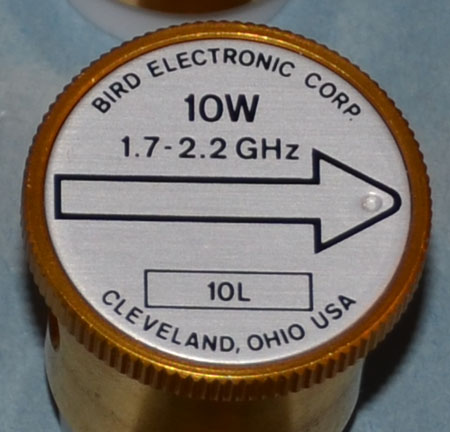 BIRD ELECTRONIC CORP.
10W
1.7-2.2 GHz
10L
CLEVELAND, OHIO USA